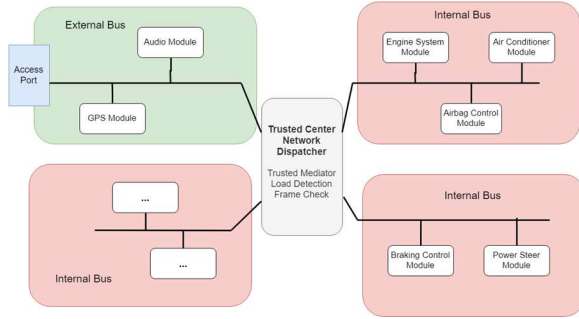 External Bus
Audio Module
Access
Port
GPS Module
Internal Bus
Engine System
Module
Air Conditioner
Module
Airbag Control
Module
Trusted Center
Network
Dispatcher
Trusted Mediator
Load Detection
Frame Check
...
...
Internal Bus
Internal Bus
Braking Control
Module
Power Steer
Module